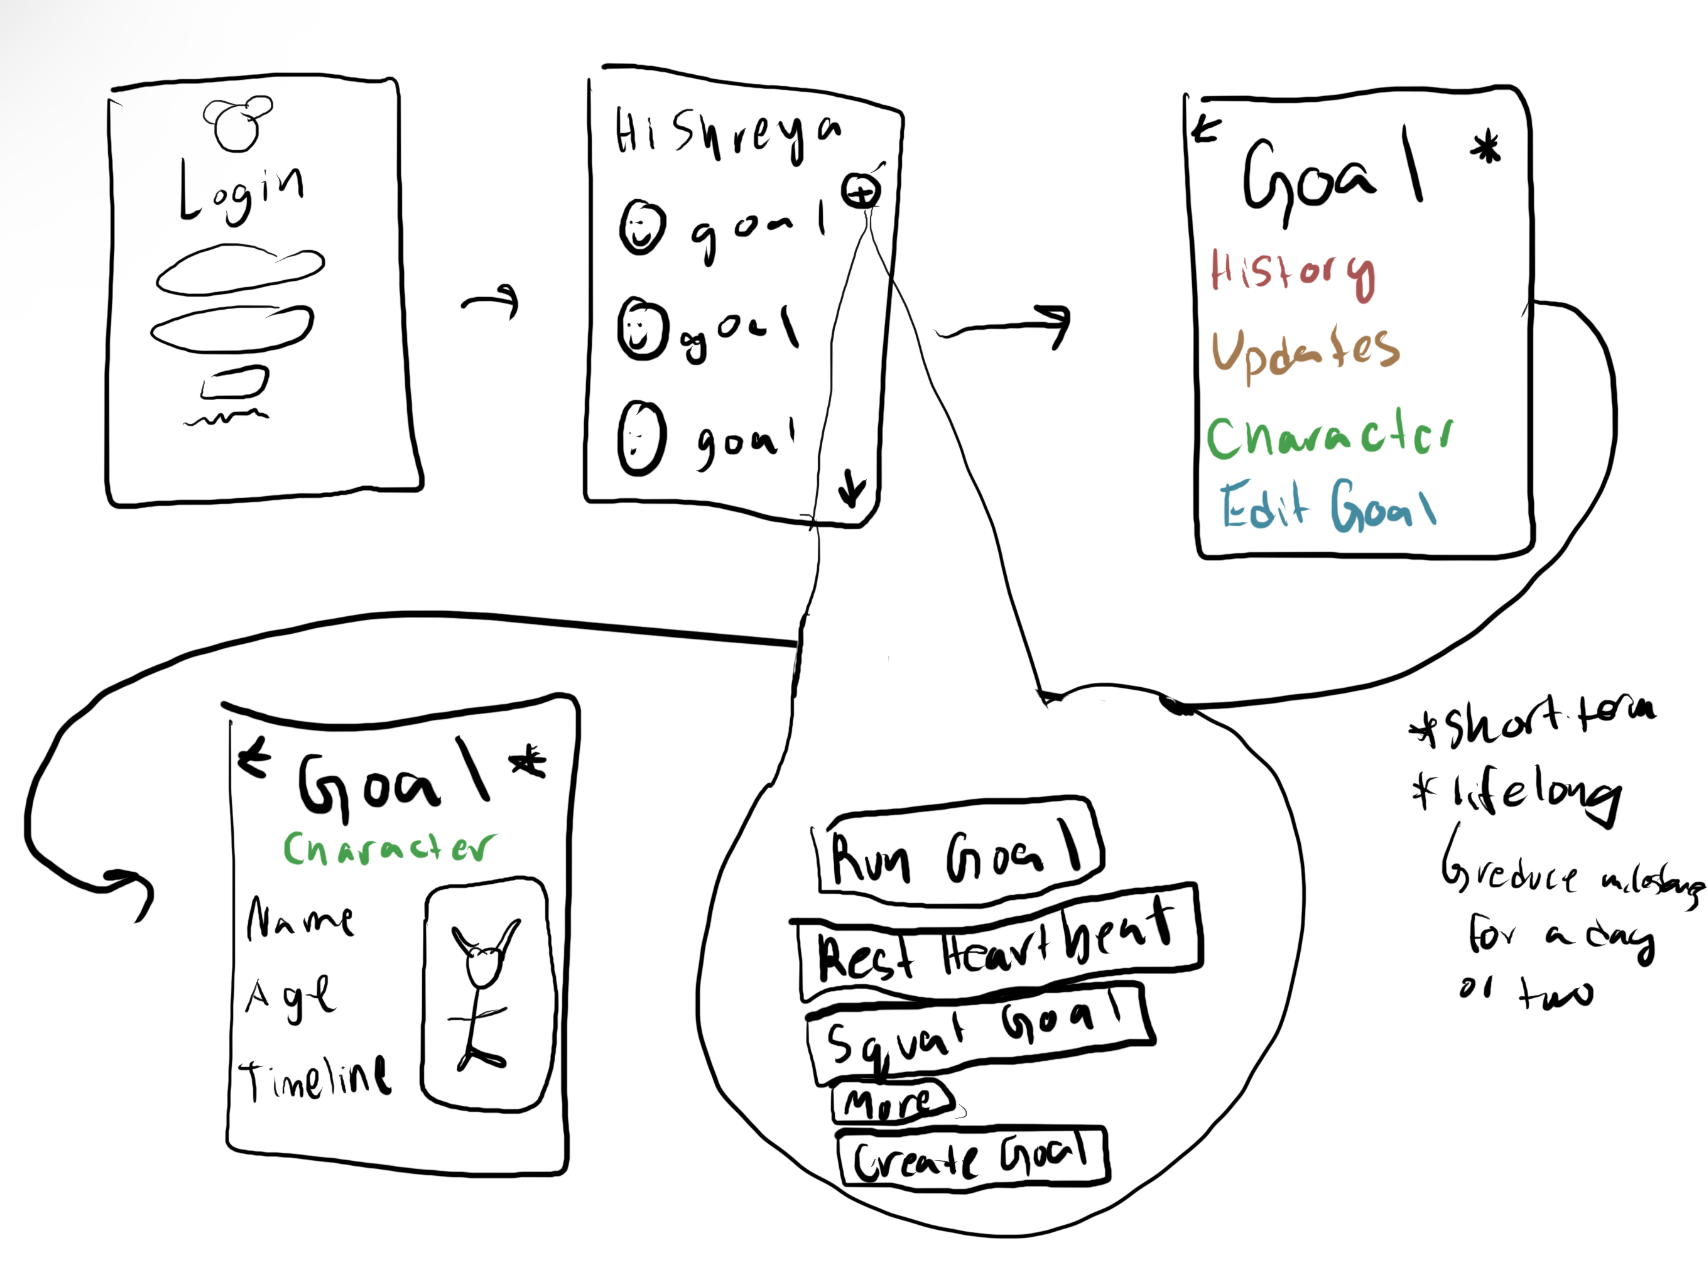 Login
Hi Shreya
goal
goal
goal
Goal *
History
Updates
Character
Edit Goal
Goal *
Character
Name
Age
Timeline
Run Goal
Rest Heartbeat
Squat Goal
More
Create Goal
* short term
* lifelong
reduce
for a day
or two